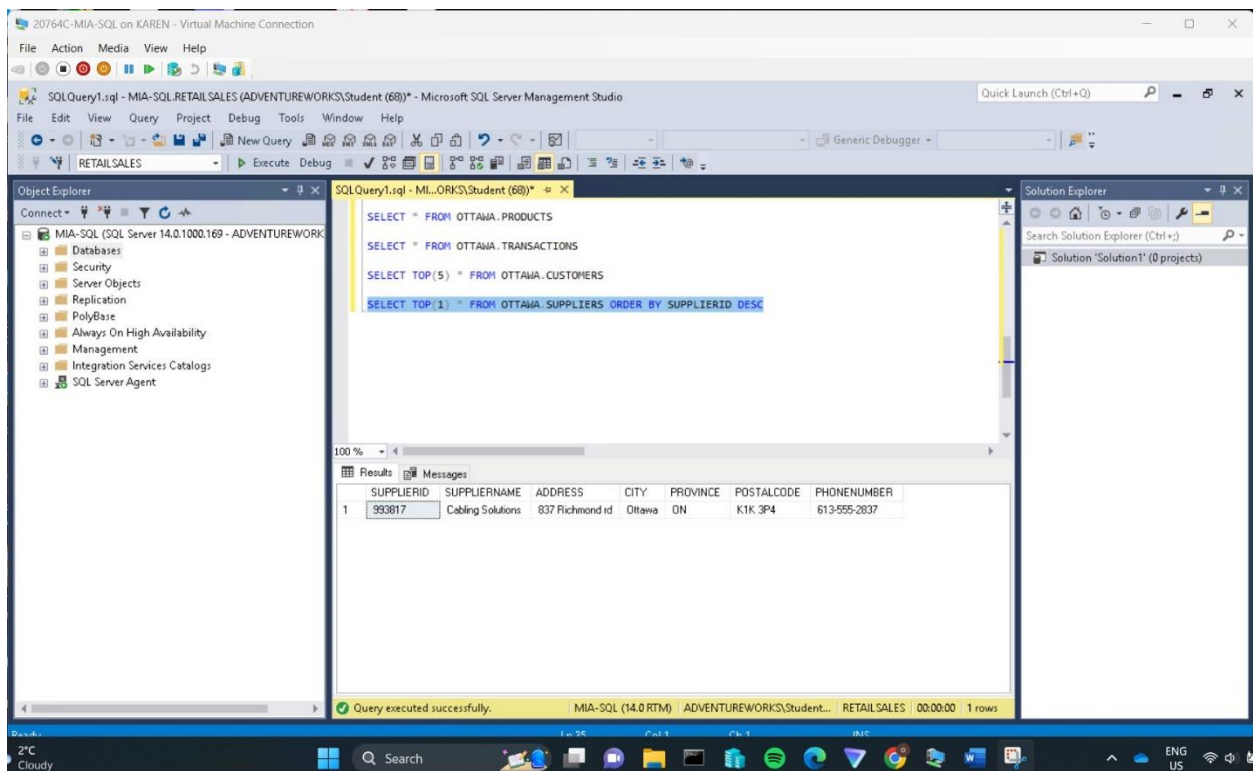 20764C-MIA-SQL on KAREN - Virtual Machine Connection
File Action Media View Help
SQLQuery1.sql - MIA-SQL.RETAILSALES (ADVENTUREWORKS\Student (68))* - Microsoft SQL Server Management Studio
Quick Launch (Ctrl+Q)
File Edit View Query Project Debug Tools Window Help
New Query
Generic Debugger
RETAILSALES
Execute Debug
Object Explorer
SQLQuery1.sql - MI...ORKS\Student (68))*
Solution Explorer
Connect
MIA-SQL (SQL Server 14.0.1000.169 - ADVENTUREWORK
Databases
Security
Server Objects
Replication
PolyBase
Always On High Availability
Management
Integration Services Catalogs
SQL Server Agent
SELECT * FROM OTTAWA.PRODUCTS
SELECT * FROM OTTAWA.TRANSACTIONS
SELECT TOP(5) * FROM OTTAWA.CUSTOMERS
SELECT TOP(1) * FROM OTTAWA.SUPPLIERS ORDER BY SUPPLIERID DESC
Search Solution Explorer (Ctrl+;)
Solution 'Solution1' (0 projects)
100 %
Results Messages
SUPPLIERID SUPPLIERNAME ADDRESS CITY PROVINCE POSTALCODE PHONENUMBER
1 993817 Cabling Solutions 837 Richmond rd Ottawa ON K1K 3P4 613-555-2837
Query executed successfully. MIA-SQL (14.0 RTM) ADVENTUREWORKS\Student... RETAILSALES 00:00:00 1 rows
Ready Ln 35 Col 1 Ch 1 INS
2°C
Cloudy
Search
ENG
US